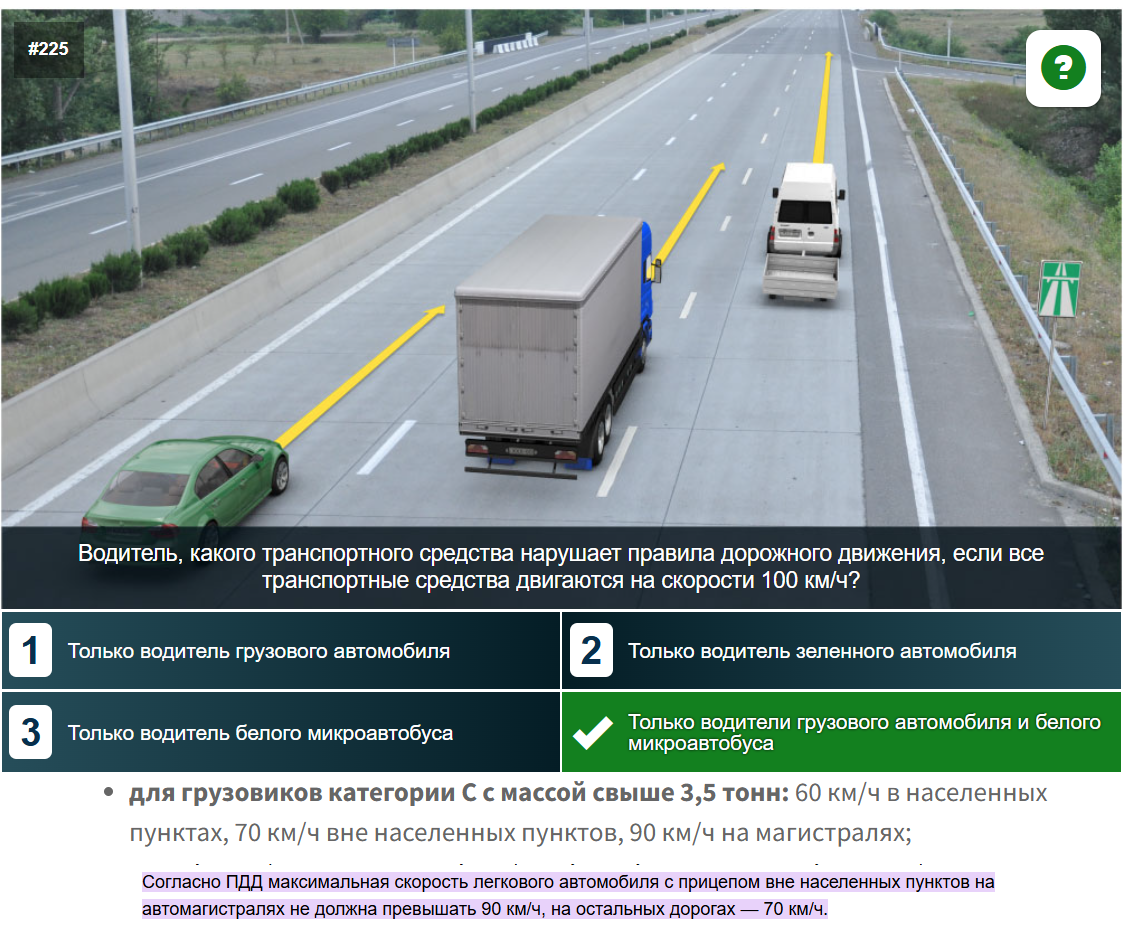 #225
?
Водитель, какого транспортного средства нарушает правила дорожного движения, если все
транспортные средства двигаются на скорости 100 км/ч?
1 Только водитель грузового автомобиля
2 Только водитель зеленного автомобиля
3 Только водитель белого микроавтобуса
Только водители грузового автомобиля и белого
микроавтобуса
• для грузовиков категории С с массой свыше 3,5 тонн: 60 км/ч в населенных
пунктах, 70 км/ч вне населенных пунктов, 90 км/ч на магистралях;
Согласно ПДД максимальная скорость легкового автомобиля с прицепом вне населенных пунктов на
автомагистралях не должна превышать 90 км/ч, на остальных дорогах — 70 км/ч.